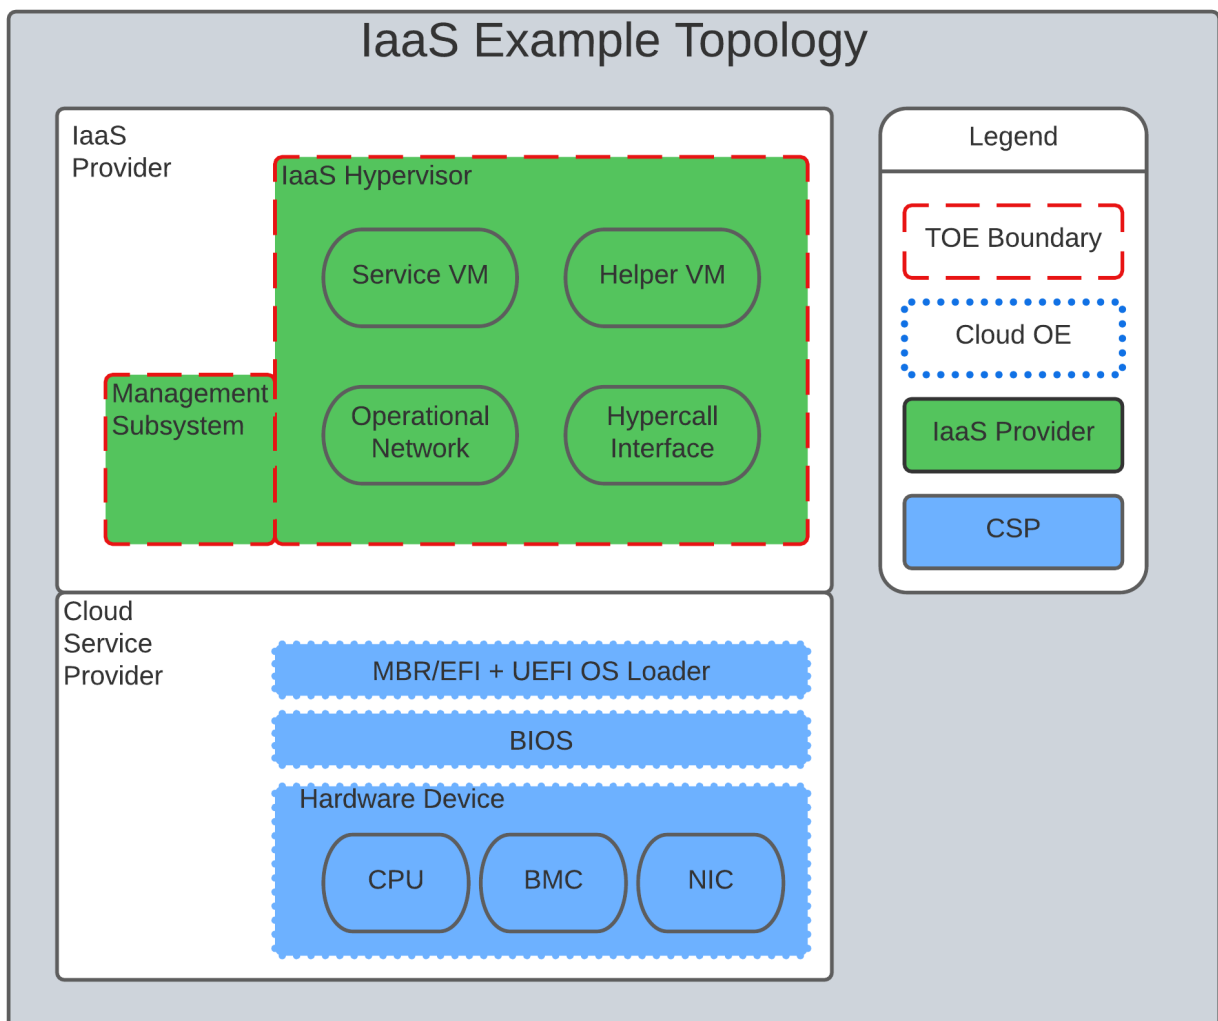 IaaS Example Topology
IaaS
Provider
IaaS Hypervisor
Service VM
Helper VM
Management
Subsystem
Operational
Network
Hypercall
Interface
Cloud
Service
Provider
MBR/EFI + UEFI OS Loader
BIOS
Hardware Device
CPU
BMC
NIC
Legend
TOE Boundary
Cloud OE
IaaS Provider
CSP